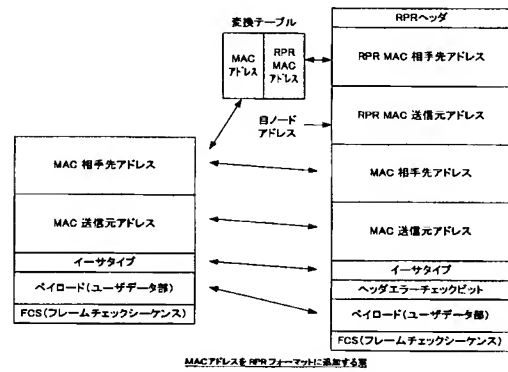 変換テーブル
MAC
アドレス
RPR
MAC
アドレス
自ノード
アドレス
MAC 相手先アドレス
MAC 送信元アドレス
イーサタイプ
ペイロード(ユーザデータ部)
FCS(フレームチェックシーケンス)
RPRヘッダ
RPR MAC 相手先アドレス
RPR MAC 送信元アドレス
MAC 相手先アドレス
MAC 送信元アドレス
イーサタイプ
ヘッダエラーチェックビット
ペイロード(ユーザデータ部)
FCS(フレームチェックシーケンス)
MACアドレスをRPRフォーマットに添加する案